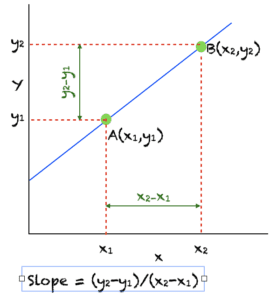 y2
B(x2,y2)
y2-y1
Y
y1
A(x1,y1)
x2-x1
x1
x2
x
Slope = (y2-y1)/(x2-x1)